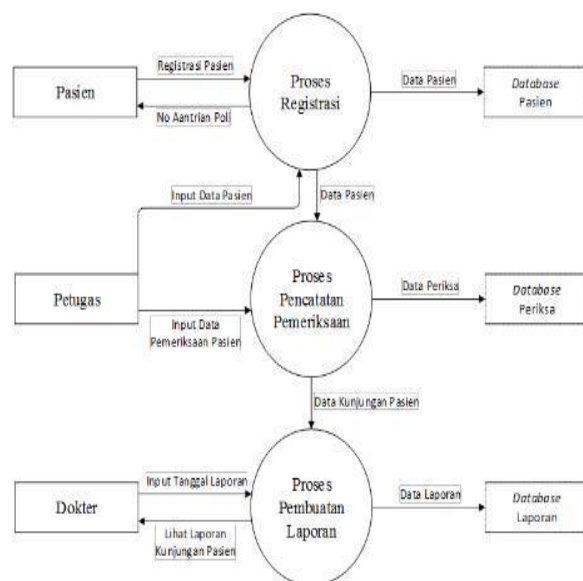 Registrasi Pasien
Pasien
No Aantrian Poli
Proses
Registrasi
Data Pasien
Database
Pasien
Input Data Pasien
Data Pasien
Petugas
Input Data
Pemeriksaan Pasien
Proses
Pencatatan
Pemeriksaan
Data Periksa
Database
Periksa
Data Kunjungan Pasien
Input Tanggal Laporan
Dokter
Lihat Laporan
Kunjungan Pasien
Proses
Pembuatan
Laporan
Data Laporan
Database
Laporan